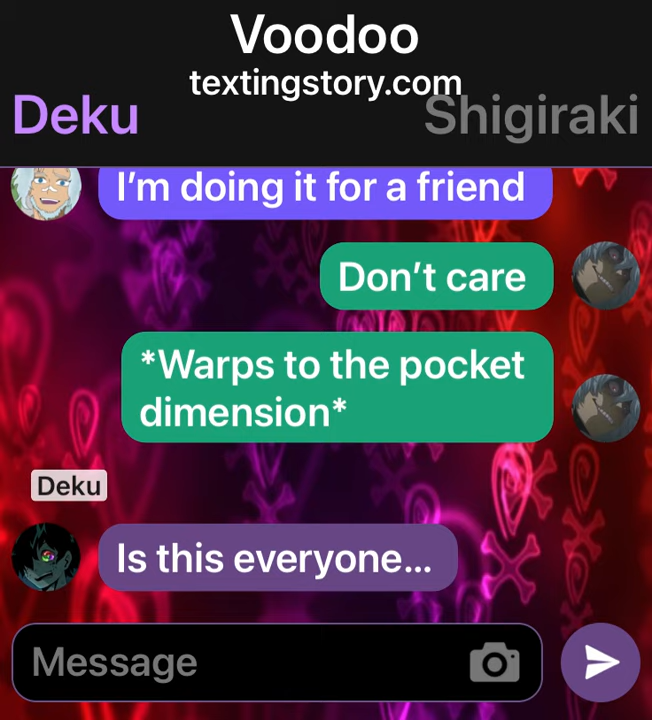 Voodoo
textingstory.com
Deku
Shigiraki
I'm doing it for a friend
Don't care
*Warps to the pocket
dimension*
Deku
Is this everyone...
Message